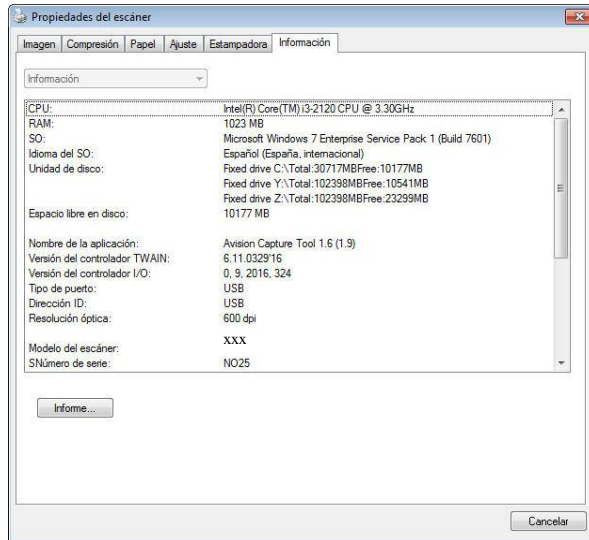 Propiedades del escáner
Imagen Compresión Papel Ajuste Estampadora Información
Información
CPU: Intel(R) Core(TM) i3-2120 CPU @ 3.30GHz
RAM: 1023 MB
SO: Microsoft Windows 7 Enterprise Service Pack 1 (Build 7601)
Idioma del SO: Español (España, internacional)
Unidad de disco: Fixed drive C:\Total:30717MBFree:10177MB
Fixed drive Y:\Total:102398MBFree:10541MB
Fixed drive Z:\Total:102398MBFree:23299MB
Espacio libre en disco: 10177 MB
Nombre de la aplicación: Avision Capture Tool 1.6 (1.9)
Versión del controlador TWAIN: 6.11.0329'16
Versión del controlador I/O: 0, 9, 2016, 324
Tipo de puerto: USB
Dirección ID: USB
Resolución óptica: 600 dpi
Modelo del escáner: XXX
SNúmero de serie: NO25
Informe...
Cancelar